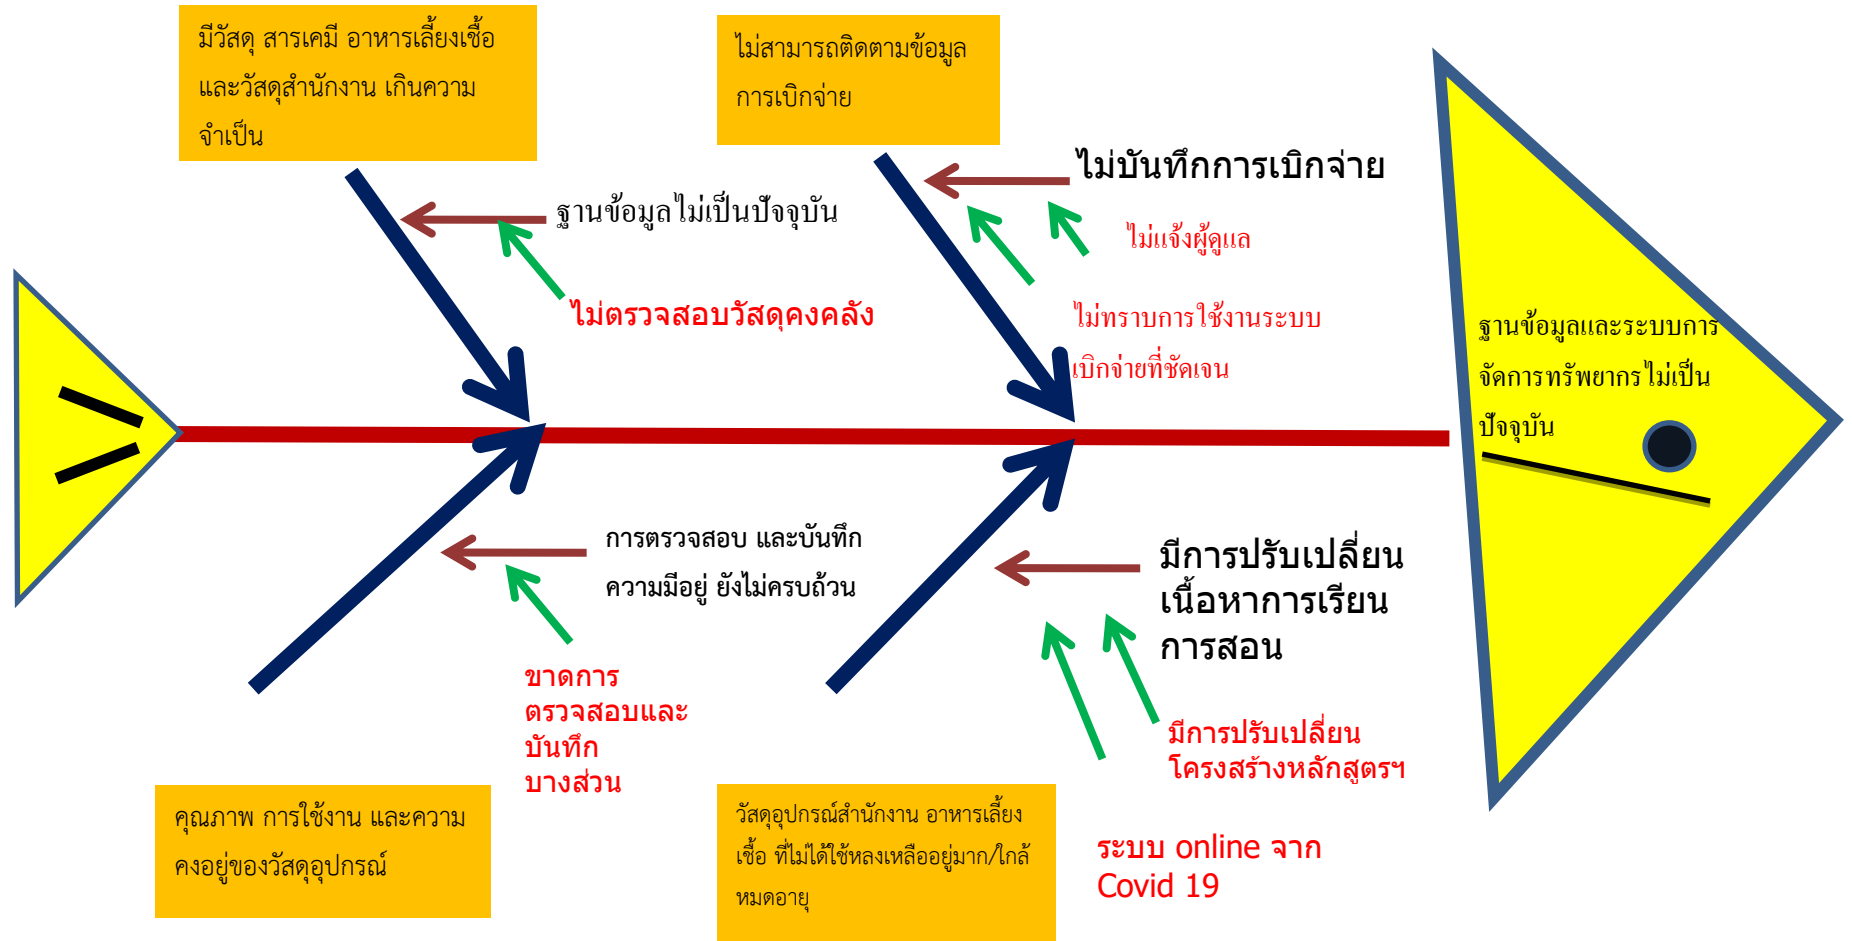 มีวัสดุ สารเคมี อาหารเลี้ยงเชื้อ
และวัสดุสำนักงาน เกินความ
จำเป็น
ไม่สามารถติดตามข้อมูล
การเบิกจ่าย
ไม่บันทึกการเบิกจ่าย
ฐานข้อมูลไม่เป็นปัจจุบัน
ไม่แจ้งผู้ดูแล
ไม่ตรวจสอบวัสดุคงคลัง
ไม่ทราบการใช้งานระบบ
เบิกจ่ายที่ชัดเจน
ฐานข้อมูลและระบบการ
จัดการทรัพยากรไม่เป็น
ปัจจุบัน
การตรวจสอบ และบันทึก
ความมีอยู่ ยังไม่ครบถ้วน
มีการปรับเปลี่ยน
เนื้อหาการเรียน
การสอน
ขาดการ
ตรวจสอบและ
บันทึก
บางส่วน
มีการปรับเปลี่ยน
โครงสร้างหลักสูตรฯ
คุณภาพ การใช้งาน และความ
คงอยู่ของวัสดุอุปกรณ์
วัสดุอุปกรณ์สำนักงาน อาหารเลี้ยง
เชื้อ ที่ไม่ได้ใช้หลงเหลืออยู่มาก/ใกล้
หมดอายุ
ระบบ online จาก
Covid 19